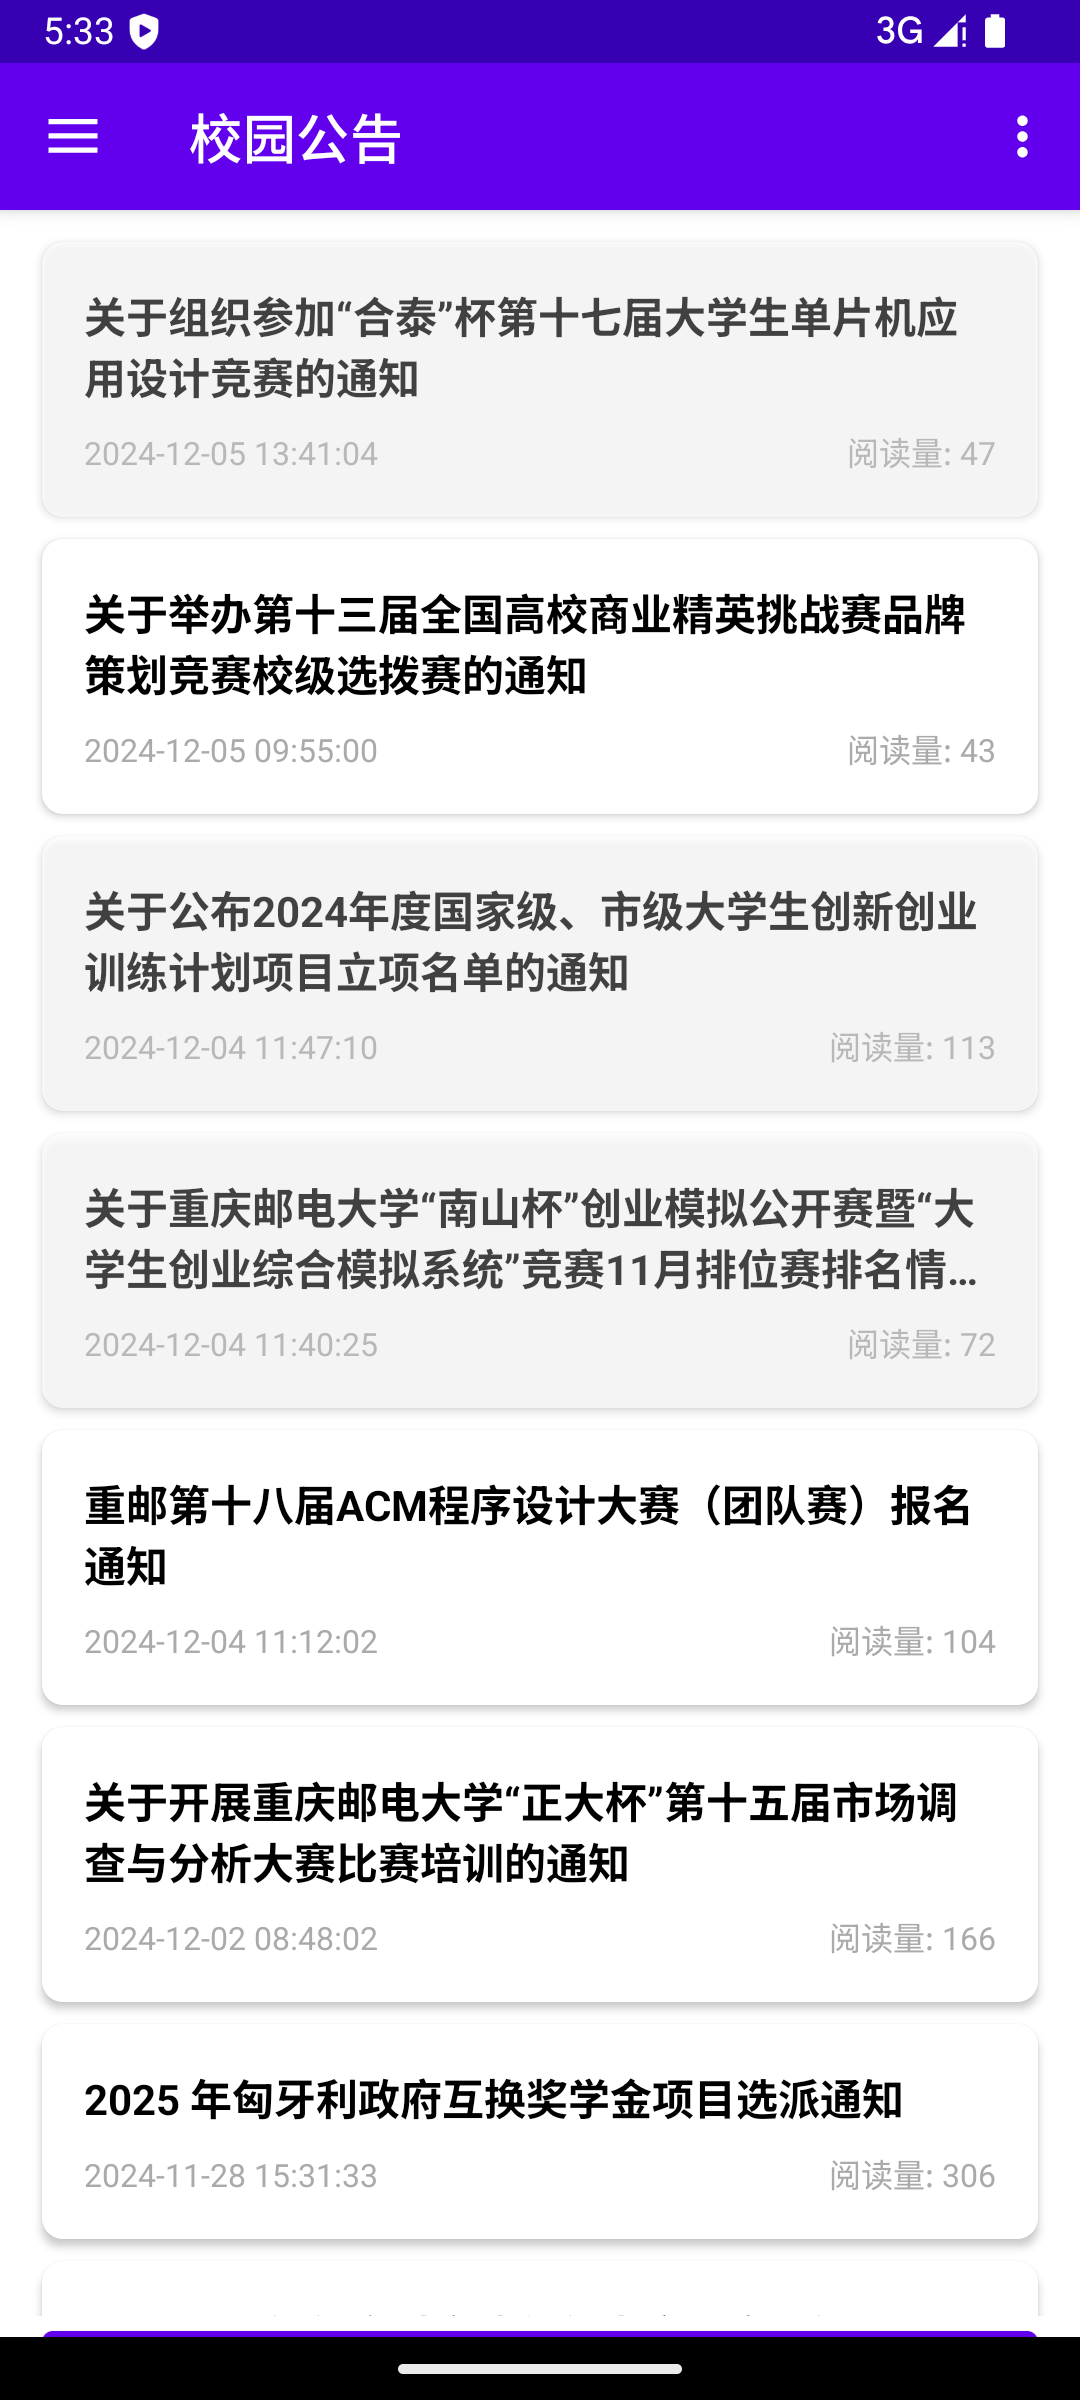 5:33
3G
校园公告
关于组织参加“合泰”杯第十七届大学生单片机应
用设计竞赛的通知
2024-12-05 13:41:04
阅读量: 47
关于举办第十三届全国高校商业精英挑战赛品牌
策划竞赛校级选拨赛的通知
2024-12-05 09:55:00
阅读量: 43
关于公布2024年度国家级、市级大学生创新创业
训练计划项目立项名单的通知
2024-12-04 11:47:10
阅读量: 113
关于重庆邮电大学“南山杯”创业模拟公开赛暨“大
学生创业综合模拟系统”竞赛11月排位赛排名情...
2024-12-04 11:40:25
阅读量: 72
重邮第十八届ACM程序设计大赛（团队赛）报名
通知
2024-12-04 11:12:02
阅读量: 104
关于开展重庆邮电大学“正大杯”第十五届市场调
查与分析大赛比赛培训的通知
2024-12-02 08:48:02
阅读量: 166
2025 年匈牙利政府互换奖学金项目选派通知
2024-11-28 15:31:33
阅读量: 306